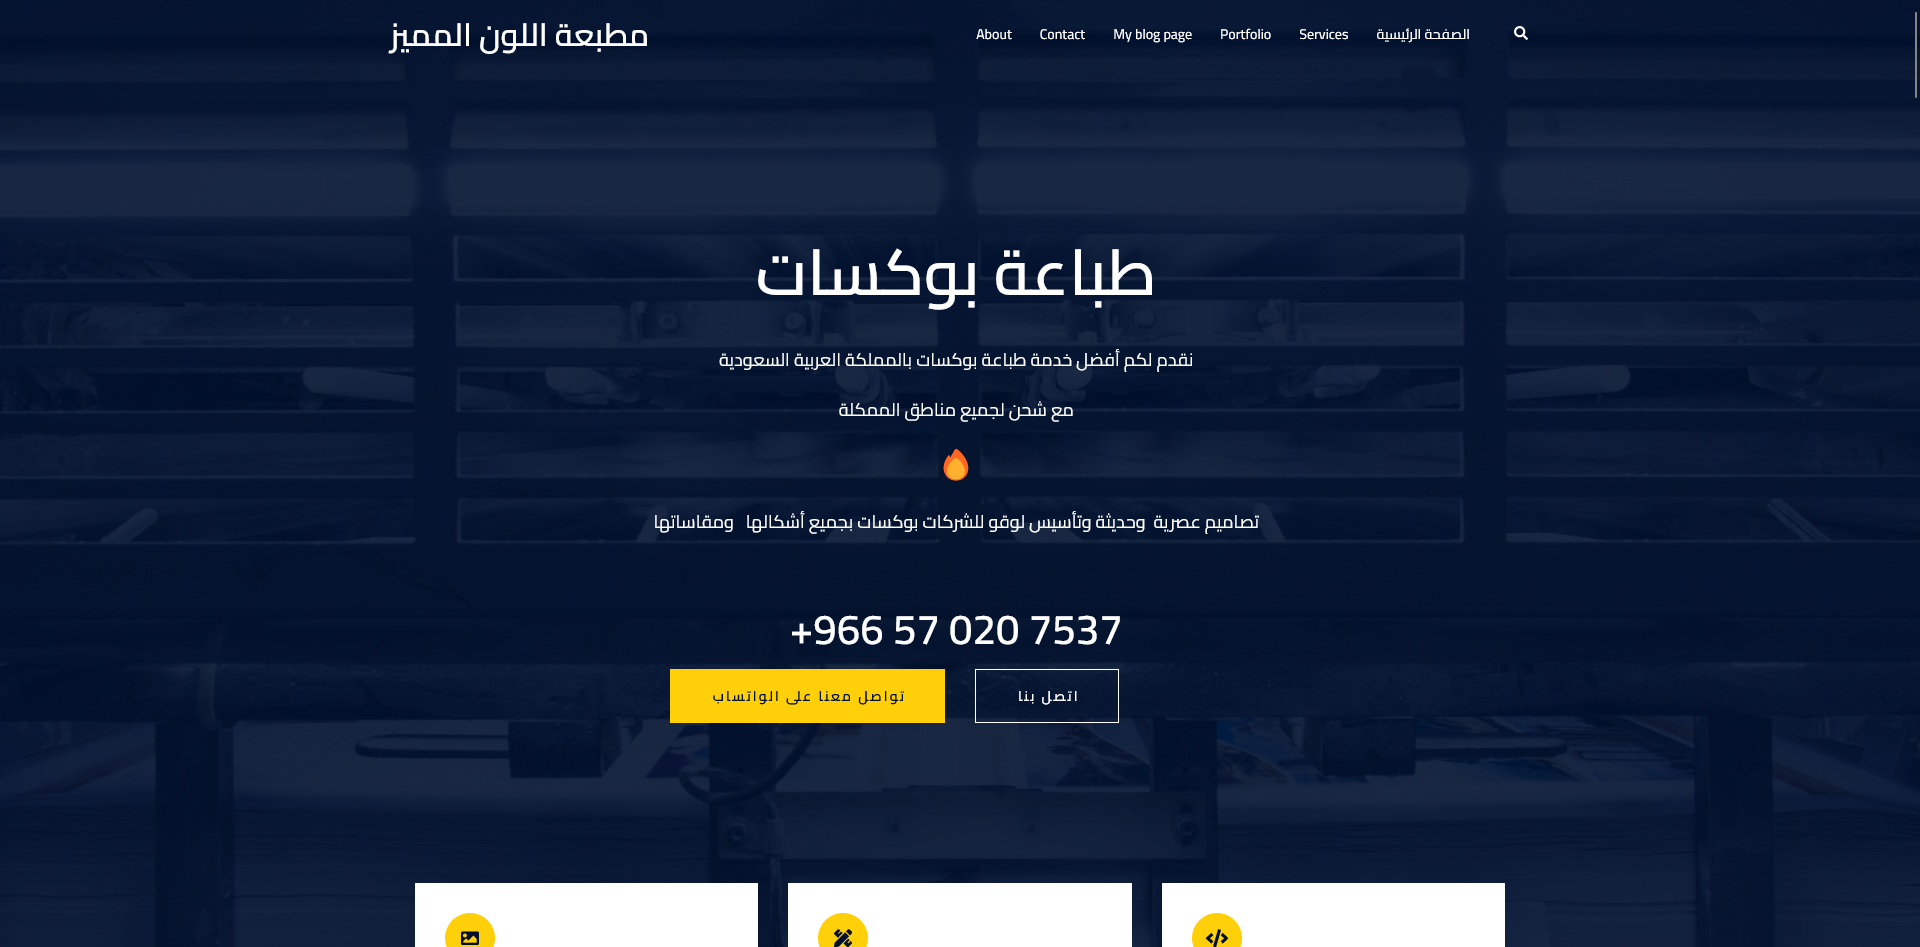 مطبعة اللون المميز
About
Contact
My blog page
Portfolio
Services
الصفحة الرئيسية
طباعة بوكسات
نقدم لكم أفضل خدمة طباعة بوكسات بالمملكة العربية السعودية
مع شحن لجميع مناطق الممكلة
تصاميم عصرية وحديثة وتأسيس لوقو للشركات بوكسات بجميع أشكالها ومقاساتها
+966 57 020 7537
تواصل معنا على الواتساب
اتصل بنا